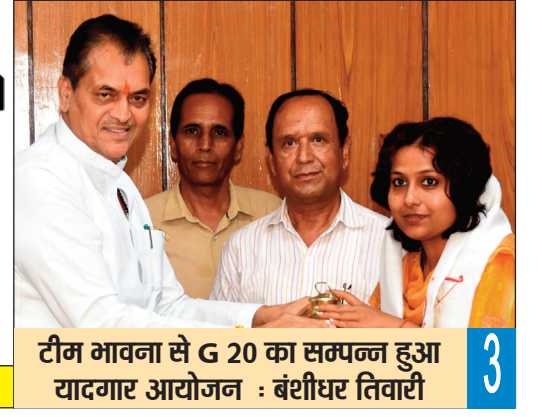 टीम भावना से G 20 का सम्पन्न हुआ
यादगार आयोजन : बंशीधर तिवारी
3